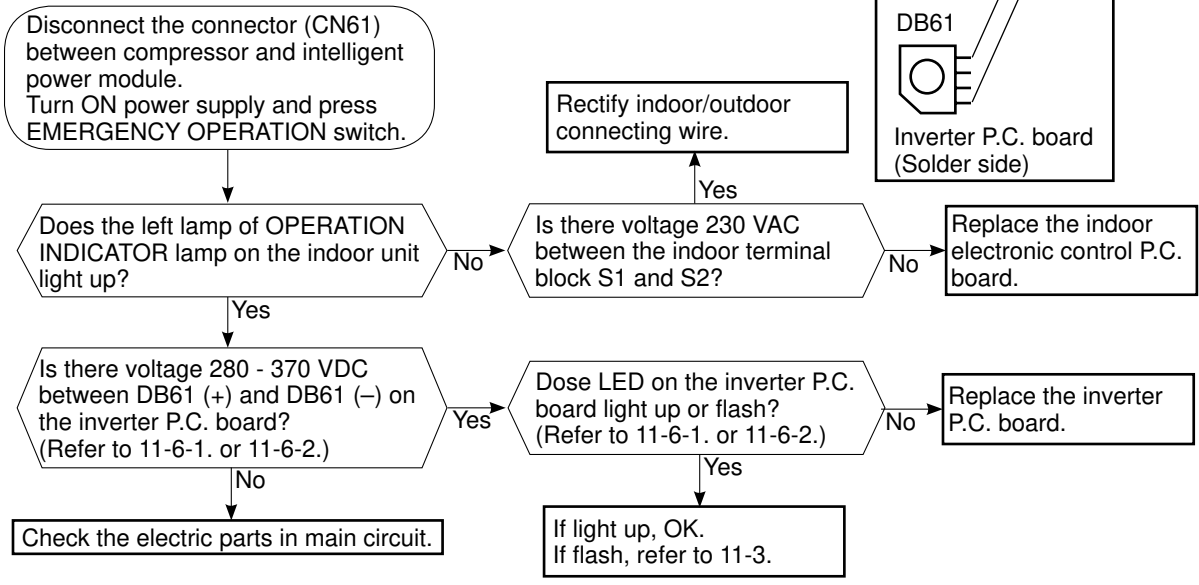 Disconnect the connector (CN61)
between compressor and intelligent
power module.
Turn ON power supply and press
EMERGENCY OPERATION switch.
DB61
Inverter P.C. board
(Solder side)
Rectify indoor/outdoor
connecting wire.
Yes
Does the left lamp of OPERATION
INDICATOR lamp on the indoor unit
light up?
No
Is there voltage 230 VAC
between the indoor terminal
block S1 and S2?
No
Replace the indoor
electronic control P.C.
board.
Yes
Is there voltage 280 - 370 VDC
between DB61 (+) and DB61 (–) on
the inverter P.C. board?
(Refer to 11-6-1. or 11-6-2.)
Yes
Dose LED on the inverter P.C.
board light up or flash?
(Refer to 11-6-1. or 11-6-2.)
No
Replace the inverter
P.C. board.
No
Yes
Check the electric parts in main circuit.
If light up, OK.
If flash, refer to 11-3.